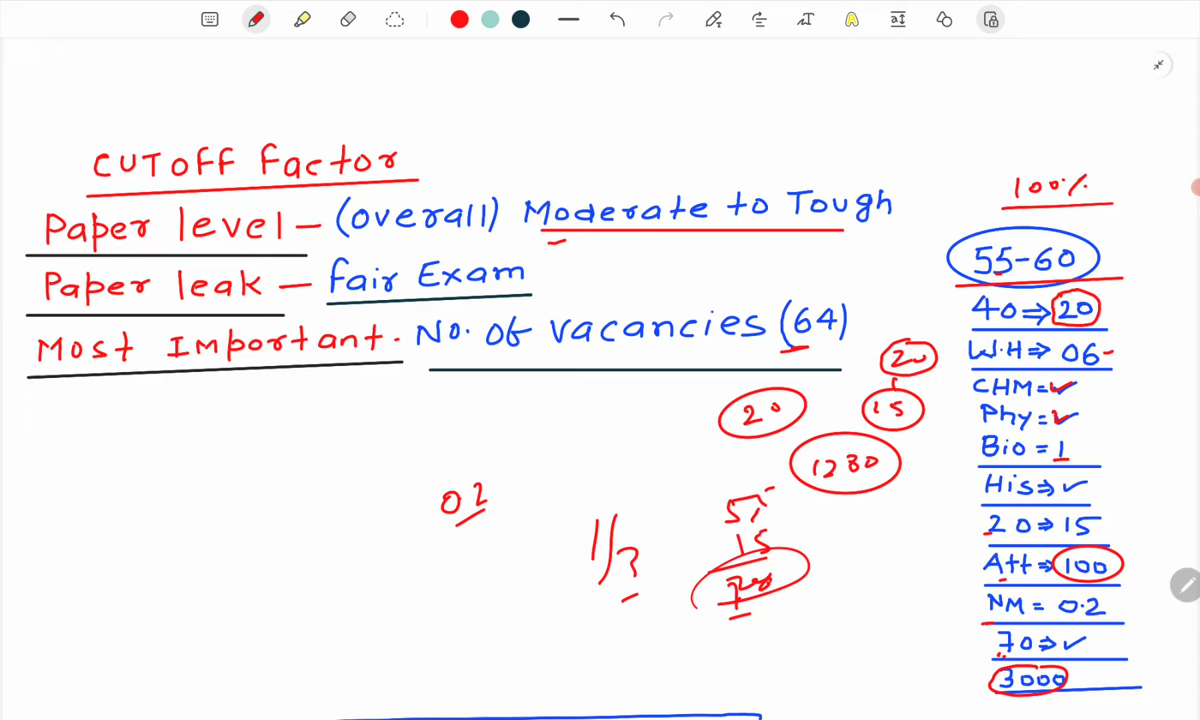 CUTOFF Factor
Paper level – (overall) Moderate to Tough
Paper leak – fair Exam
Most Important. No. of vacancies (64)
20
20
15
1280
02
1/3
55
15
70
100%
55-60
40⇒20
W.H⇒ 06-
CHM=✓
Phy=✓
Bio = 1
His⇒✓
20⇒15
Att⇒100
NM = 0.2
70⇒✓
3000